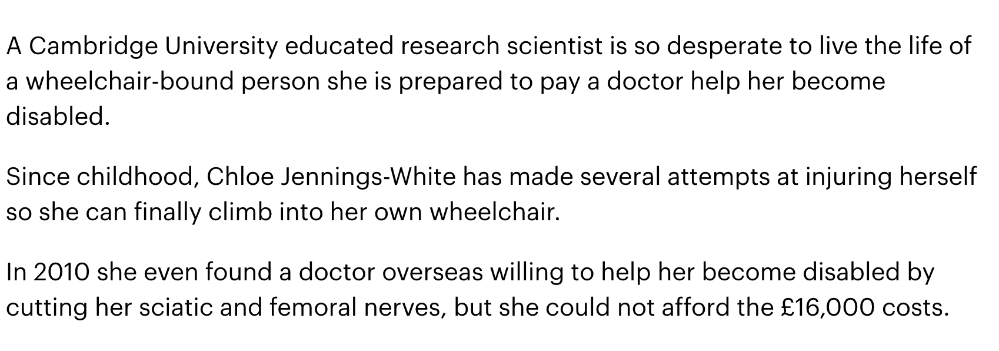 A Cambridge University educated research scientist is so desperate to live the life of
a wheelchair-bound person she is prepared to pay a doctor help her become
disabled.
Since childhood, Chloe Jennings-White has made several attempts at injuring herself
so she can finally climb into her own wheelchair.
In 2010 she even found a doctor overseas willing to help her become disabled by
cutting her sciatic and femoral nerves, but she could not afford the £16,000 costs.